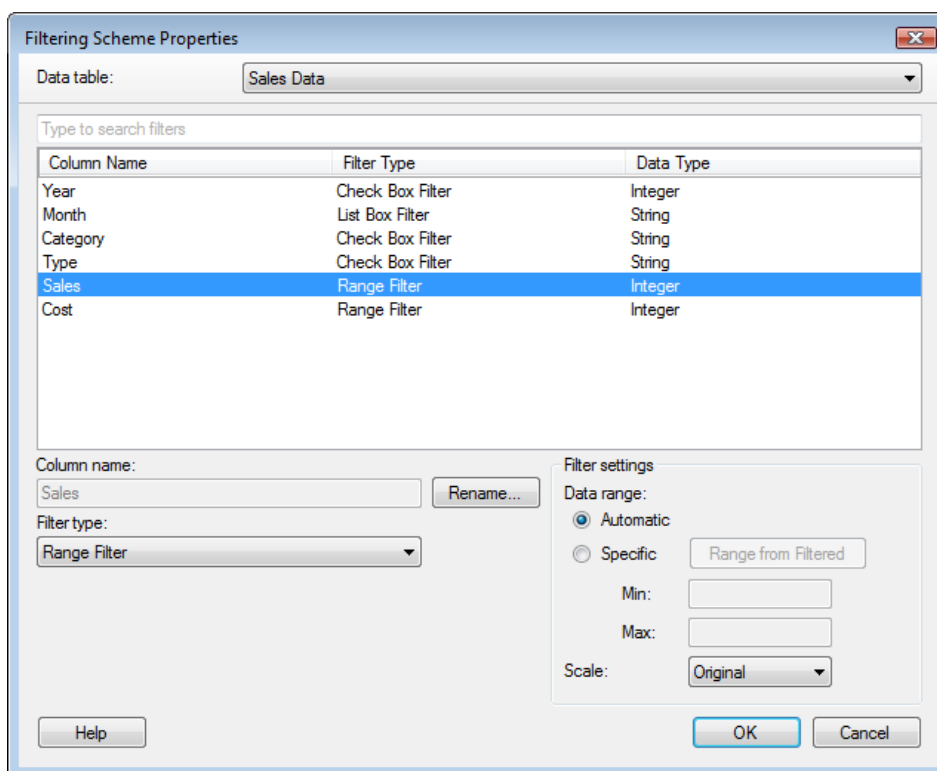 Filtering Scheme Properties
Data table: Sales Data
Type to search filters
Column Name Filter Type Data Type
Year Check Box Filter Integer
Month List Box Filter String
Category Check Box Filter String
Type Check Box Filter String
Sales Range Filter Integer
Cost Range Filter Integer
Column name:
Sales Rename...
Filter type:
Range Filter
Filter settings
Data range:
Automatic
Specific Range from Filtered
Min:
Max:
Scale: Original
Help OK Cancel